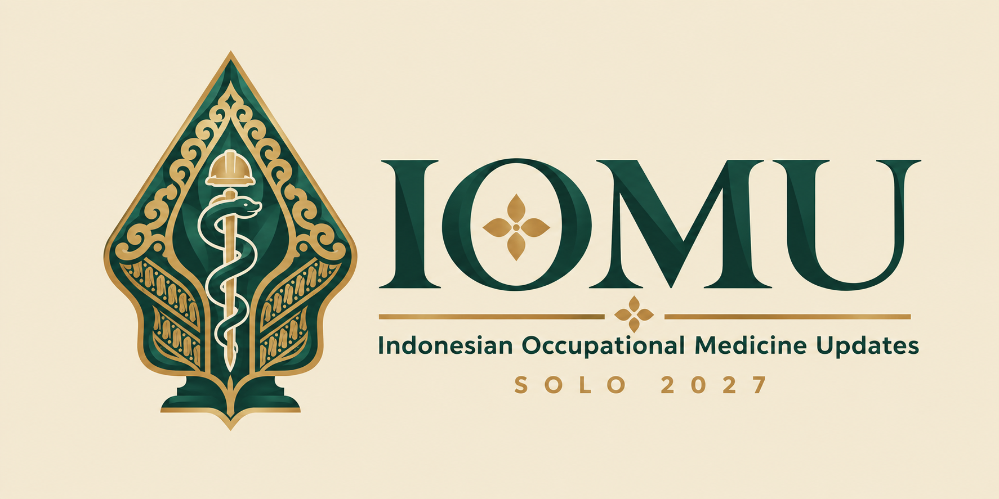 IOMU
Indonesian Occupational Medicine Updates
SOLO 2027